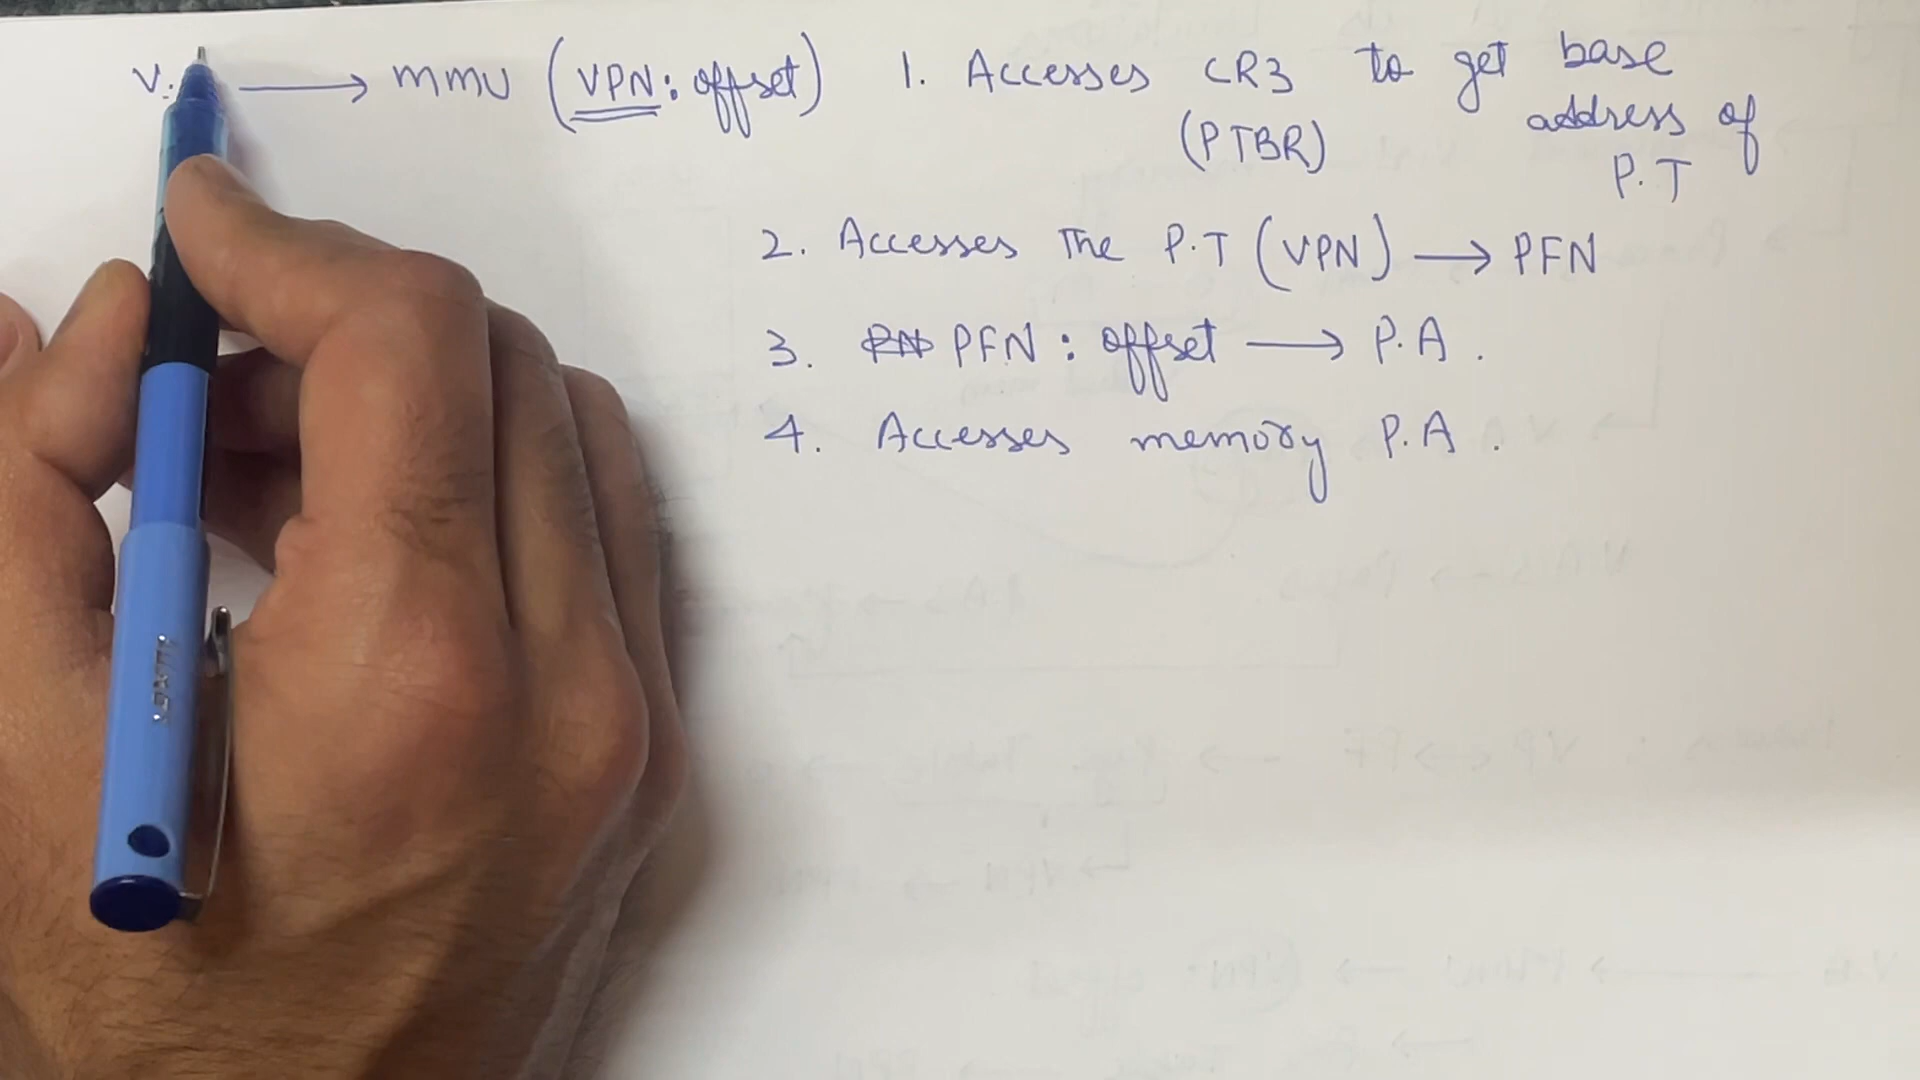 V. → MMU (VPN: offset) 1. Accesses CR3 to get base
(PTBR) address of
P.T
2. Accesses The P.T (VPN) → PFN
3. PFN : offset → P.A.
4. Accesses memory P.A.
LUXOR